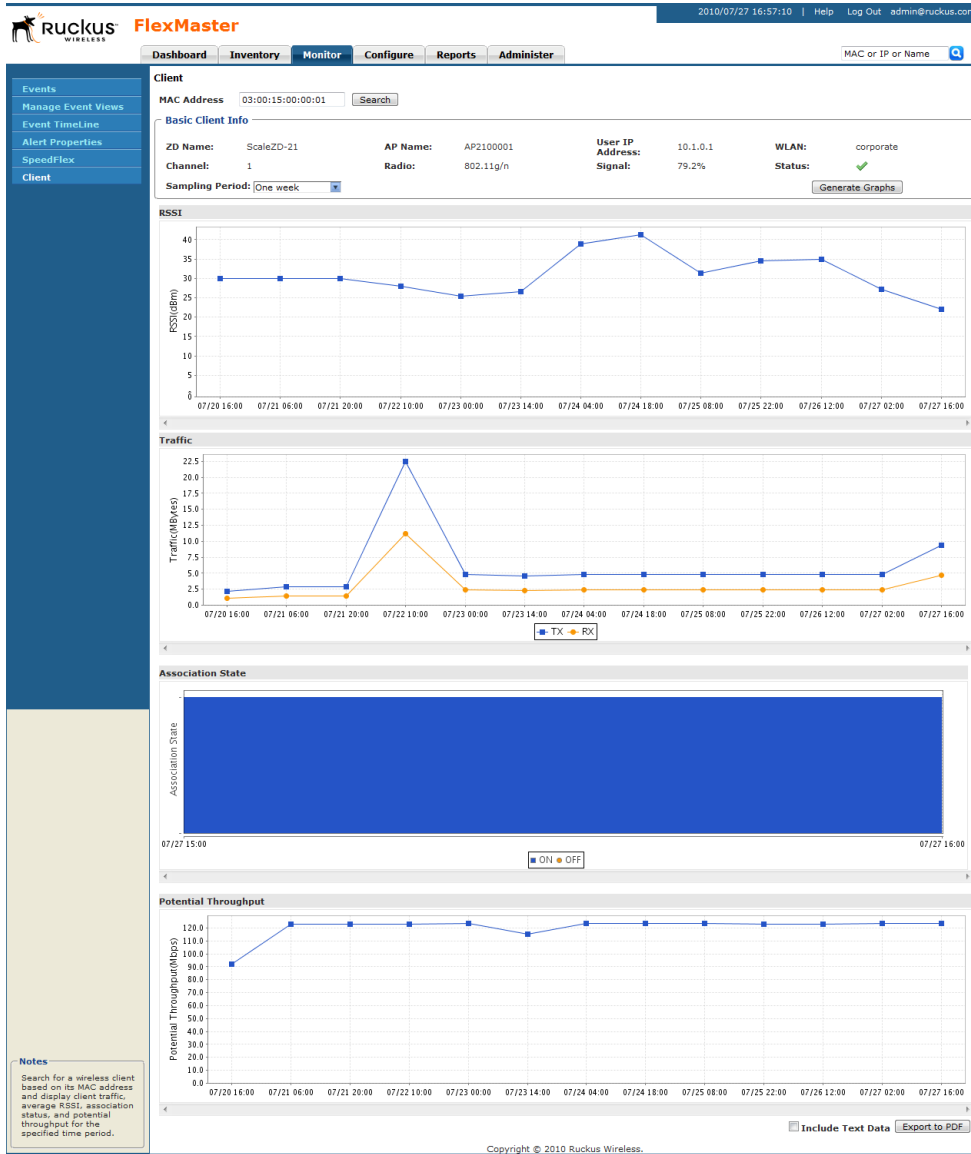 2010/07/27 16:57:10 | Help Log Out admin@ruckus.com
RUCKUS WIRELESS FlexMaster
Dashboard Inventory Monitor Configure Reports Administer MAC or IP or Name
Events
Manage Event Views
Event TimeLine
Alert Properties
SpeedFlex
Client
Client
MAC Address 03:00:15:00:00:01 Search
Basic Client Info
ZD Name: ScaleZD-21 AP Name: AP2100001 User IP Address: 10.1.0.1 WLAN: corporate
Channel: 1 Radio: 802.11g/n Signal: 79.2% Status:
Sampling Period: One week Generate Graphs
RSSI
RSSI(dBm)
40
35
30
25
20
15
10
5
0
07/20 16:00 07/21 06:00 07/21 20:00 07/22 10:00 07/23 00:00 07/23 14:00 07/24 04:00 07/24 18:00 07/25 08:00 07/25 22:00 07/26 12:00 07/27 02:00 07/27 16:00
Traffic
Traffic(MBytes)
22.5
20.0
17.5
15.0
12.5
10.0
7.5
5.0
2.5
0.0
07/20 16:00 07/21 06:00 07/21 20:00 07/22 10:00 07/23 00:00 07/23 14:00 07/24 04:00 07/24 18:00 07/25 08:00 07/25 22:00 07/26 12:00 07/27 02:00 07/27 16:00
TX RX
Association State
Association State
07/27 15:00 07/27 16:00
ON OFF
Potential Throughput
Potential Throughput(Mbps)
120.0
110.0
100.0
90.0
80.0
70.0
60.0
50.0
40.0
30.0
20.0
10.0
0.0
07/20 16:00 07/21 06:00 07/21 20:00 07/22 10:00 07/23 00:00 07/23 14:00 07/24 04:00 07/24 18:00 07/25 08:00 07/25 22:00 07/26 12:00 07/27 02:00 07/27 16:00
Notes
Search for a wireless client
based on its MAC address
and display client traffic,
average RSSI, association
status, and potential
throughput for the
specified time period.
Include Text Data Export to PDF
Copyright © 2010 Ruckus Wireless.